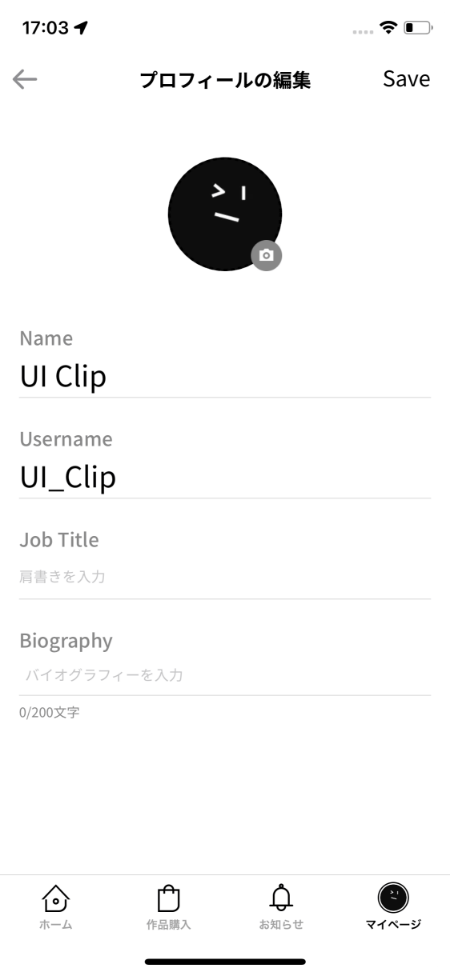 17:03
プロフィールの編集
Save
Name
UI Clip
Username
UI_Clip
Job Title
肩書きを入力
Biography
バイオグラフィーを入力
0/200文字
ホーム
作品購入
お知らせ
マイページ